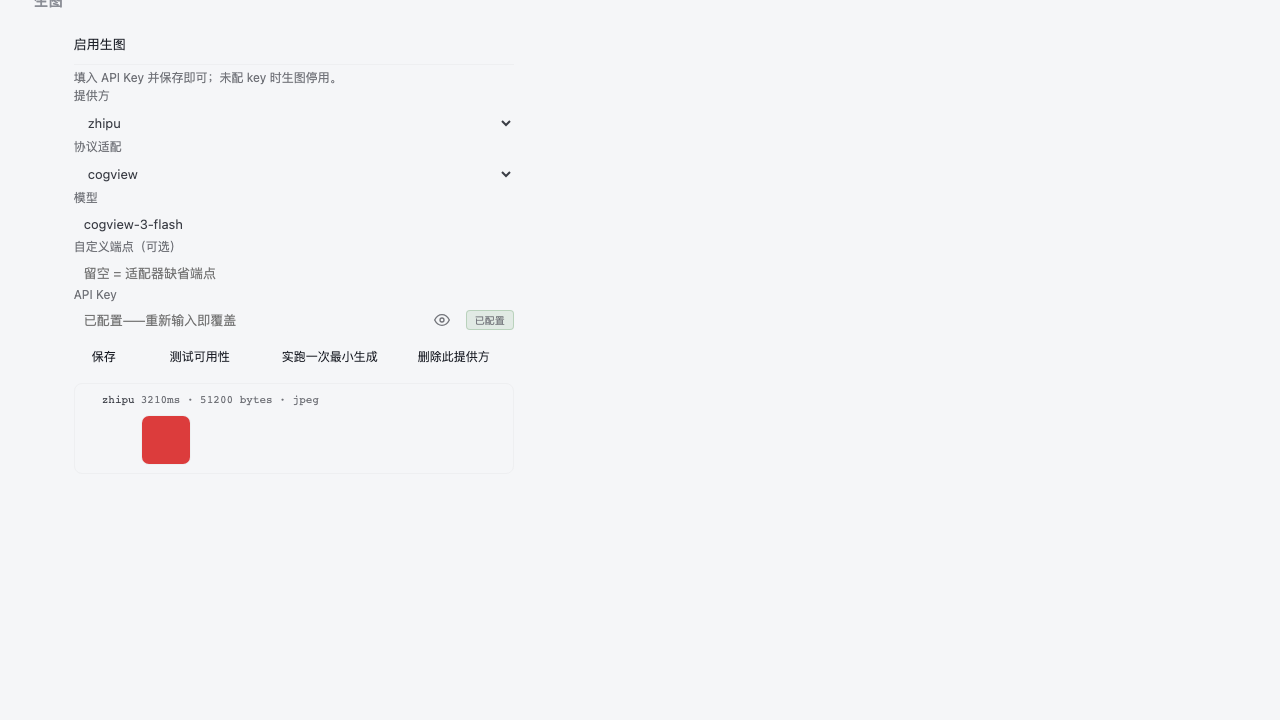 生图
启用生图
填入 API Key 并保存即可；未配 key 时生图停用。
提供方
zhipu
协议适配
cogview
模型
cogview-3-flash
自定义端点（可选）
留空 = 适配器缺省端点
API Key
已配置——重新输入即覆盖 已配置
保存 测试可用性 实跑一次最小生成 删除此提供方
zhipu 3210ms · 51200 bytes · jpeg